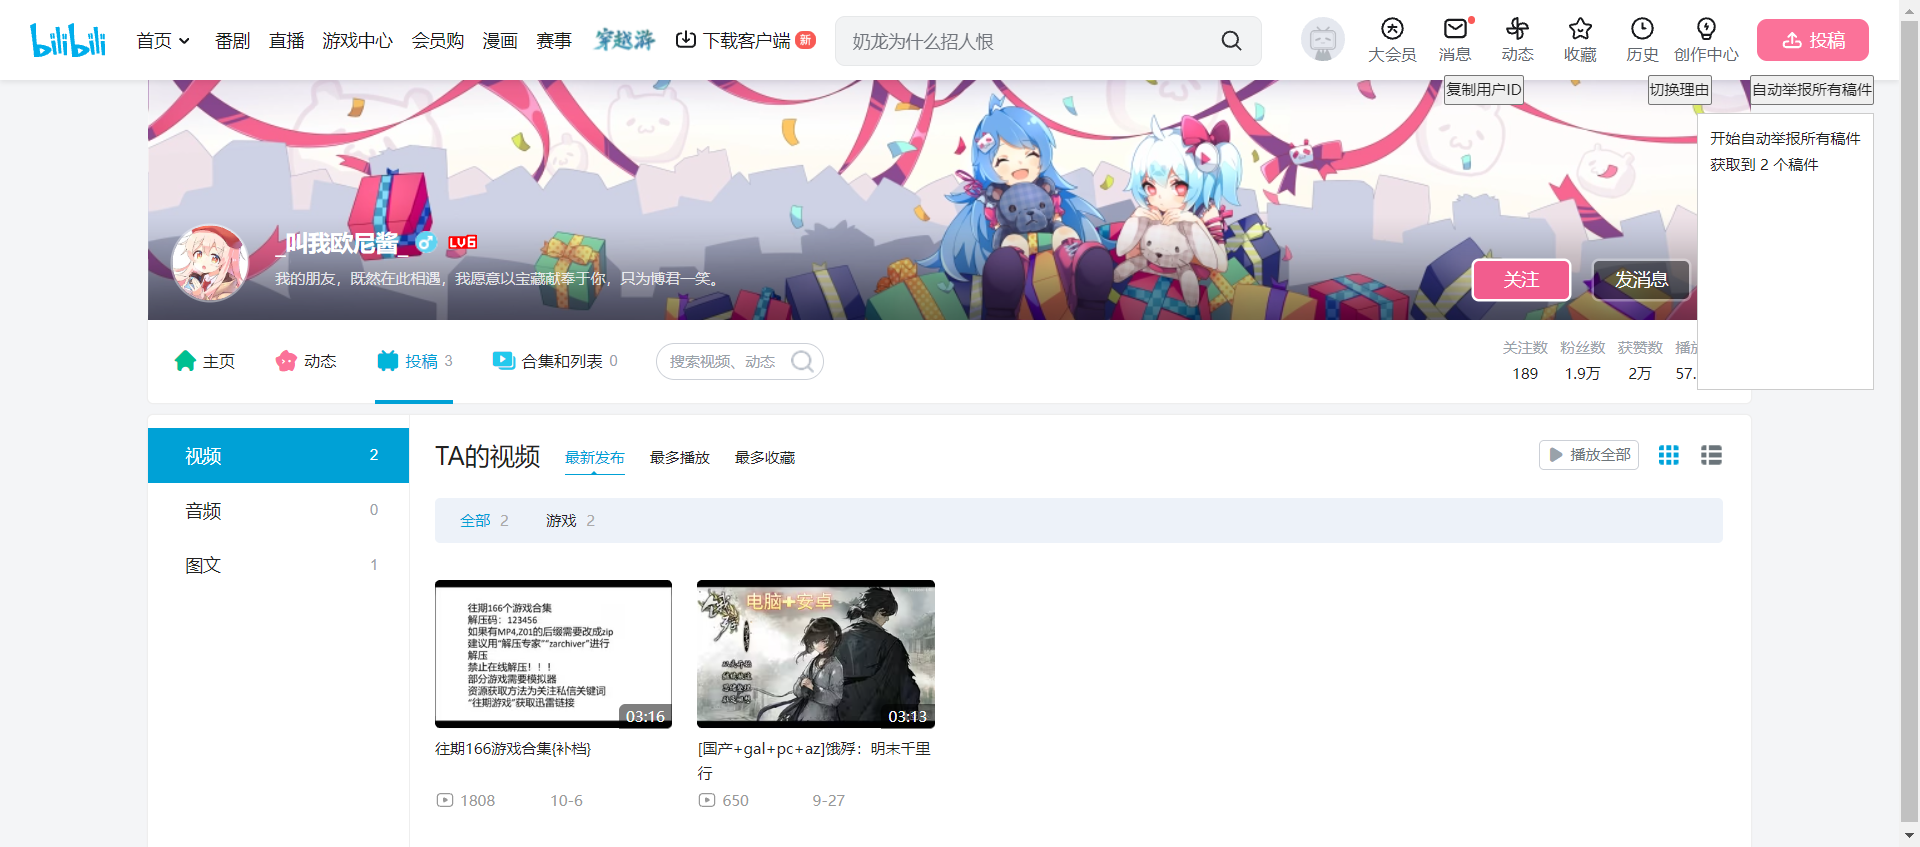 bilibili
首页
番剧
直播
游戏中心
会员购
漫画
赛事
下载客户端
新
奶龙为什么招人恨
大会员
消息
动态
收藏
历史
创作中心
投稿
复制用户ID
切换理由
自动举报所有稿件
开始自动举报所有稿件
获取到 2 个稿件
_叫我欧尼酱_
LV6
我的朋友，既然在此相遇，我愿意以宝藏献奉于你，只为博君一笑。
关注
发消息
主页
动态
投稿 3
合集和列表 0
搜索视频、动态
关注数 粉丝数 获赞数 播放
189 1.9万 2万 57.
视频 2
音频 0
图文 1
TA的视频
最新发布
最多播放
最多收藏
播放全部
全部 2
游戏 2
往期166个游戏合集
解压码：123456
如果有MP4,Z01的后缀需要改成zip
建议用“解压专家”“zarchiver”进行
解压
禁止在线解压！！！
部分游戏需要模拟器
资源获取方法为关注私信关键词
“往期游戏”获取迅雷链接
03:16
往期166游戏合集{补档}
1808 10-6
电脑+安卓
03:13
[国产+gal+pc+az]饿殍：明末千里
行
650 9-27